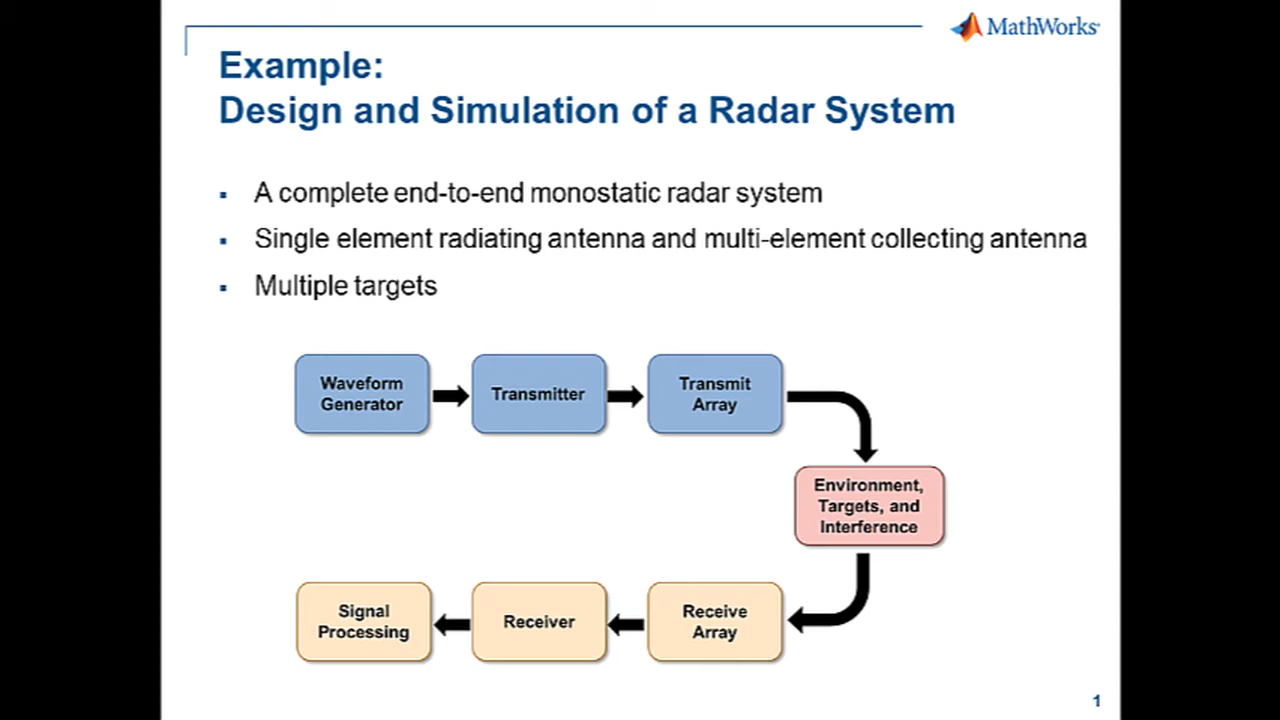 MathWorks
Example:
Design and Simulation of a Radar System
▪ A complete end-to-end monostatic radar system
▪ Single element radiating antenna and multi-element collecting antenna
▪ Multiple targets
Waveform
Generator
Transmitter
Transmit
Array
Environment,
Targets, and
Interference
Signal
Processing
Receiver
Receive
Array
1